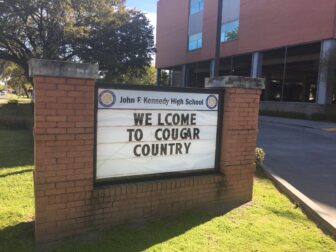 John F. Kennedy High School
WE LCOME
TO COUGAR
COUNTRY